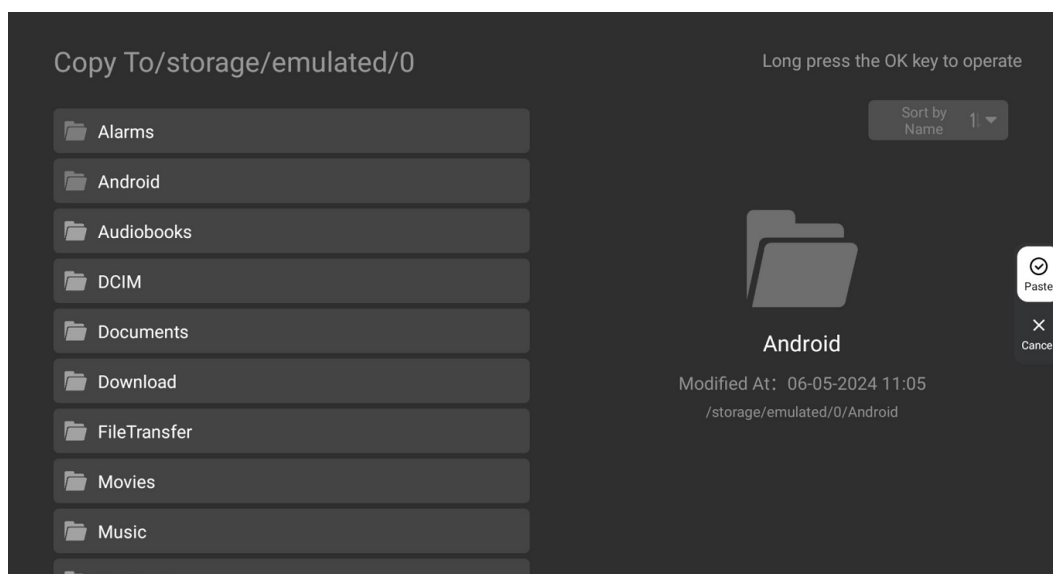 Copy To/storage/emulated/0
Long press the OK key to operate
Sort by
Name
Alarms
Android
Audiobooks
DCIM
Documents
Download
FileTransfer
Movies
Music
Android
Modified At: 06-05-2024 11:05
/storage/emulated/0/Android
Paste
Cance